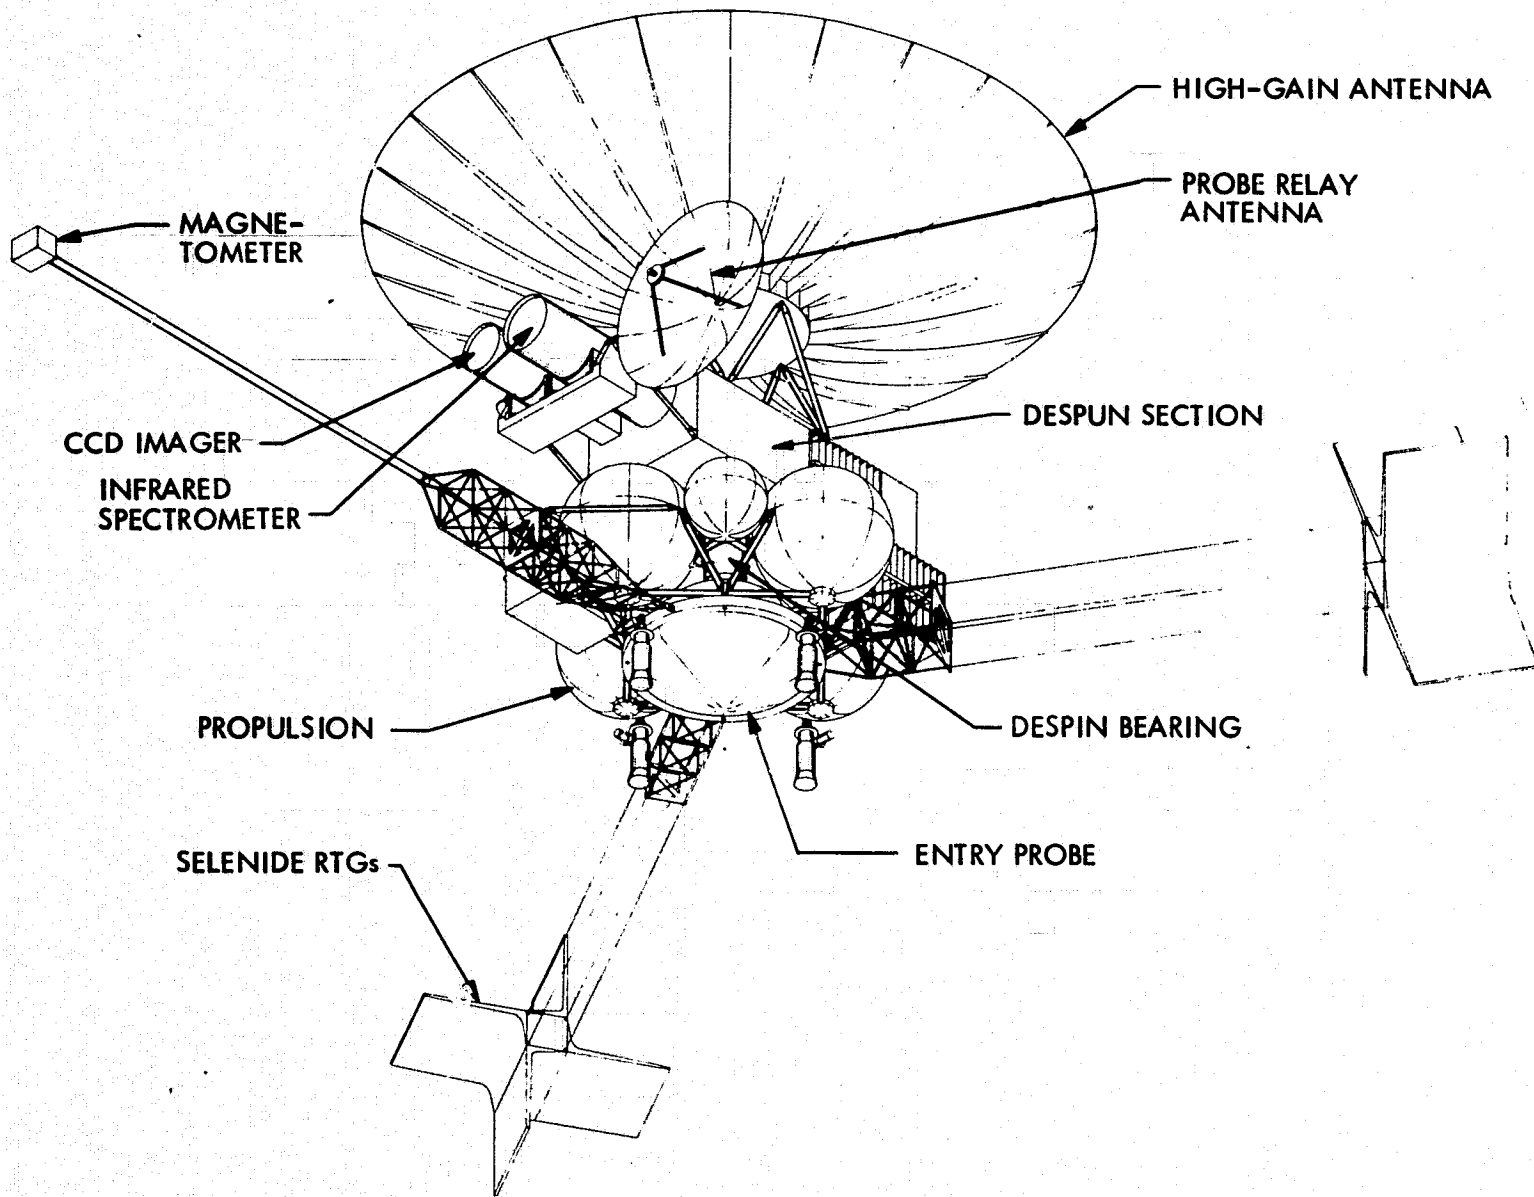 HIGH-GAIN ANTENNA
PROBE RELAY
ANTENNA
MAGNE-
TOMETER
DESPUN SECTION
CCD IMAGER
INFRARED
SPECTROMETER
PROPULSION
DESPIN BEARING
SELENIDE RTGs
ENTRY PROBE